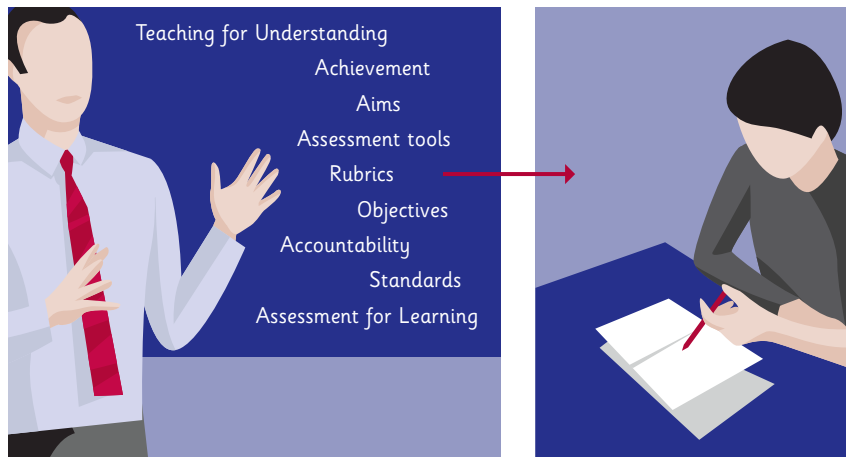 Teaching for Understanding
Achievement
Aims
Assessment tools
Rubrics
Objectives
Accountability
Standards
Assessment for Learning